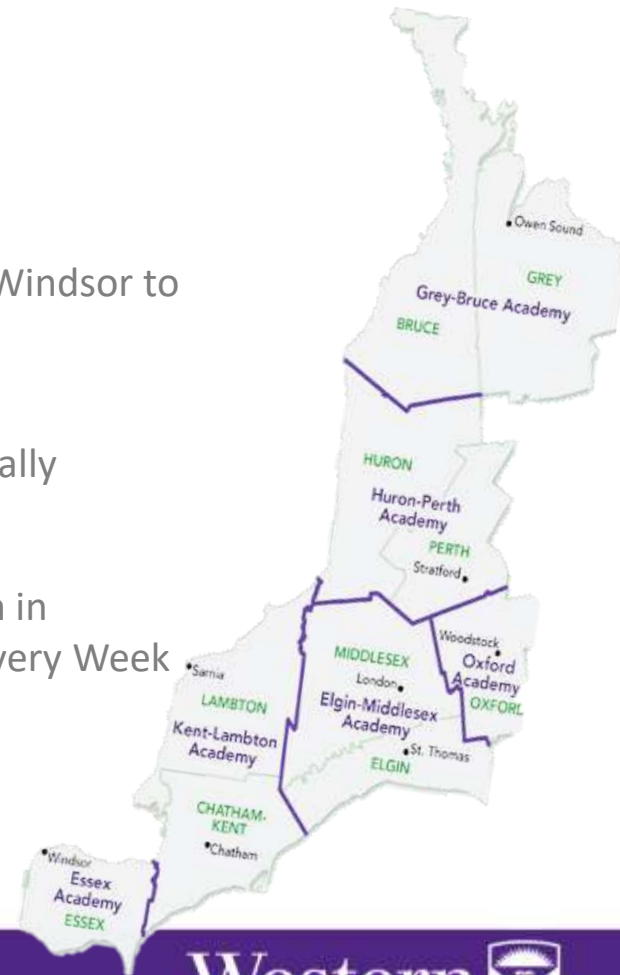 Windsor to
ally
in
very Week
Owen Sound
GREY
Grey-Bruce Academy
BRUCE
HURON
Huron-Perth
Academy
PERTH
Stratford
Woodstock
Oxford
Academy
OXFORD
MIDDLESEX
London
Elgin-Middlesex
Academy
St. Thomas
ELGIN
Sarnia
LAMBTON
Kent-Lambton
Academy
CHATHAM-
KENT
Chatham
Windsor
Essex
Academy
ESSEX
Western